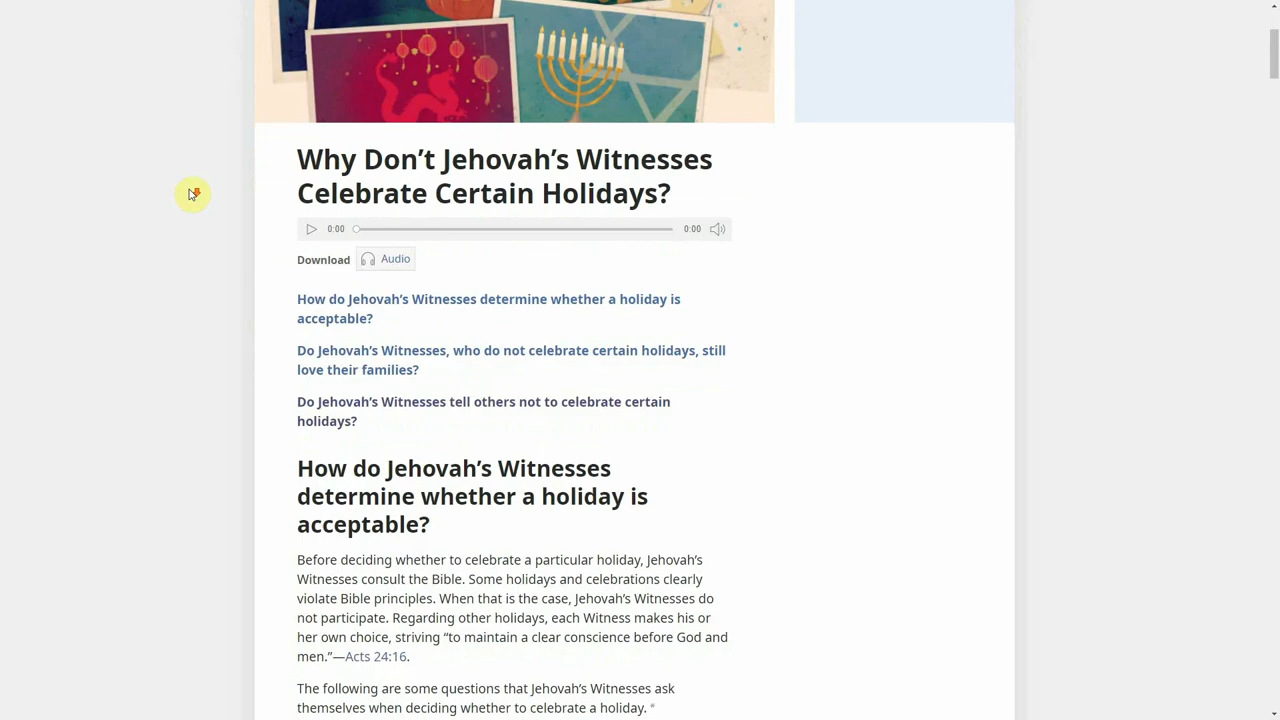 Why Don’t Jehovah’s Witnesses
Celebrate Certain Holidays?
0:00
0:00
Download
Audio
How do Jehovah’s Witnesses determine whether a holiday is
acceptable?
Do Jehovah’s Witnesses, who do not celebrate certain holidays, still
love their families?
Do Jehovah’s Witnesses tell others not to celebrate certain
holidays?
How do Jehovah’s Witnesses
determine whether a holiday is
acceptable?
Before deciding whether to celebrate a particular holiday, Jehovah’s
Witnesses consult the Bible. Some holidays and celebrations clearly
violate Bible principles. When that is the case, Jehovah’s Witnesses do
not participate. Regarding other holidays, each Witness makes his or
her own choice, striving “to maintain a clear conscience before God and
men.”—Acts 24:16.
The following are some questions that Jehovah’s Witnesses ask
themselves when deciding whether to celebrate a holiday. *